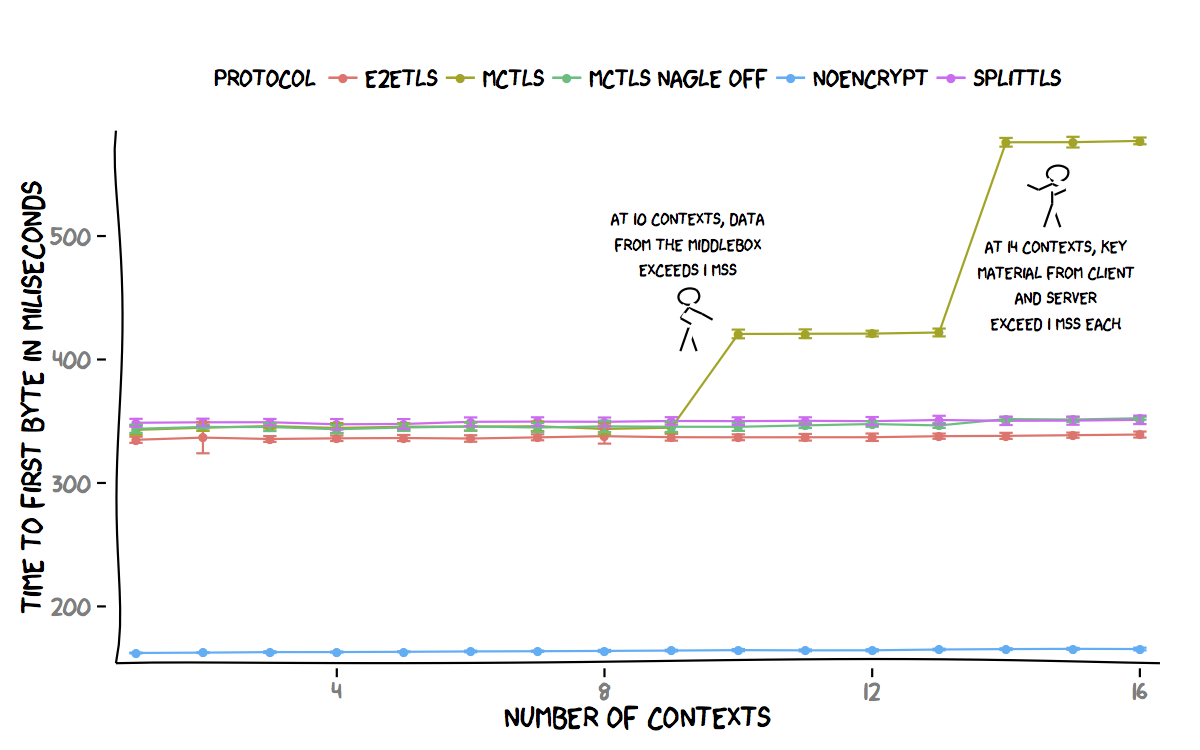 PROTOCOL E2ETLS MCTLS MCTLS NAGLE OFF NOENCRYPT SPLITTLS
TIME TO FIRST BYTE IN MILISECONDS
500
400
300
200
AT 10 CONTEXTS, DATA
FROM THE MIDDLEBOX
EXCEEDS 1 MSS
AT 14 CONTEXTS, KEY
MATERIAL FROM CLIENT
AND SERVER
EXCEED 1 MSS EACH
4 8 12 16
NUMBER OF CONTEXTS